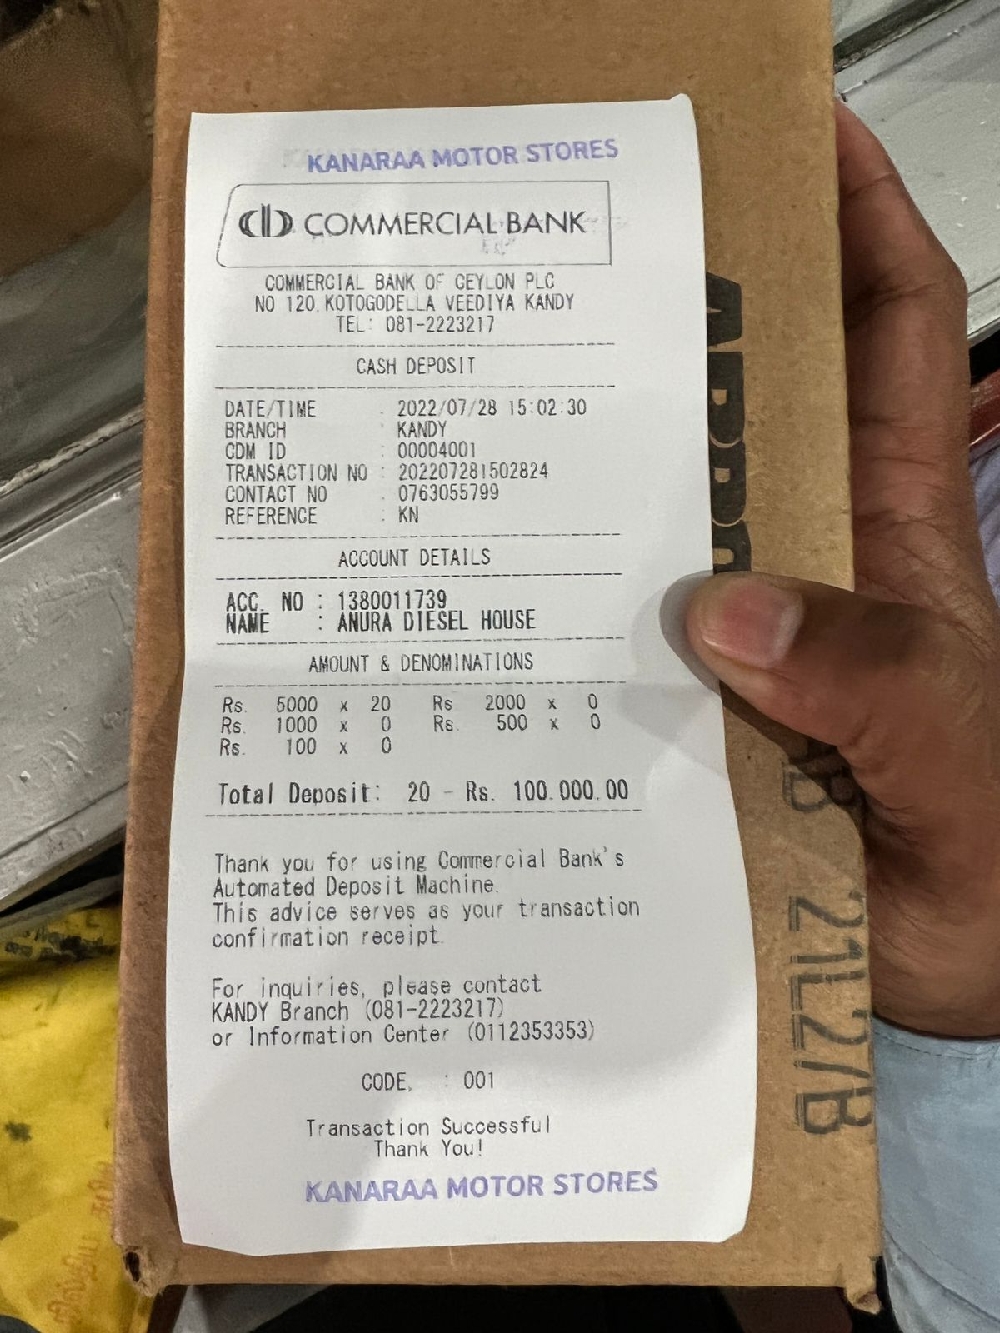 KANARAA MOTOR STORES
COMMERCIAL BANK
COMMERCIAL BANK OF CEYLON PLC
NO 120 KOTOGODELLA VEEDIYA KANDY
TEL: 081-2223217
CASH DEPOSIT
DATE/TIME : 2022/07/28 15:02:30
BRANCH : KANDY
CDM ID : 00004001
TRANSACTION NO : 202207281502824
CONTACT NO : 0763055799
REFERENCE : KN
ACCOUNT DETAILS
ACC. NO : 1380011739
NAME : ANURA DIESEL HOUSE
AMOUNT & DENOMINATIONS
Rs. 5000 x 20 Rs 2000 x 0
Rs. 1000 x 0 Rs. 500 x 0
Rs. 100 x 0
Total Deposit: 20 - Rs. 100.000.00
Thank you for using Commercial Bank's
Automated Deposit Machine.
This advice serves as your transaction
confirmation receipt.
For inquiries, please contact
KANDY Branch (081-2223217)
or Information Center (0112353353)
CODE. : 001
Transaction Successful
Thank You!
KANARAA MOTOR STORES
21L27B